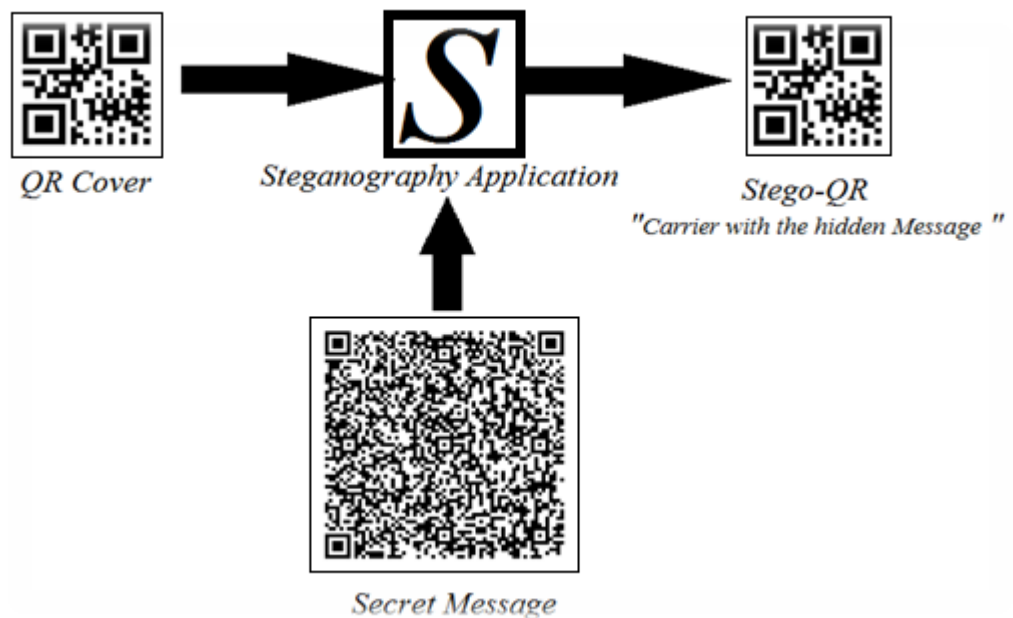 S
QR Cover
Steganography Application
Stego-QR
"Carrier with the hidden Message "
Secret Message